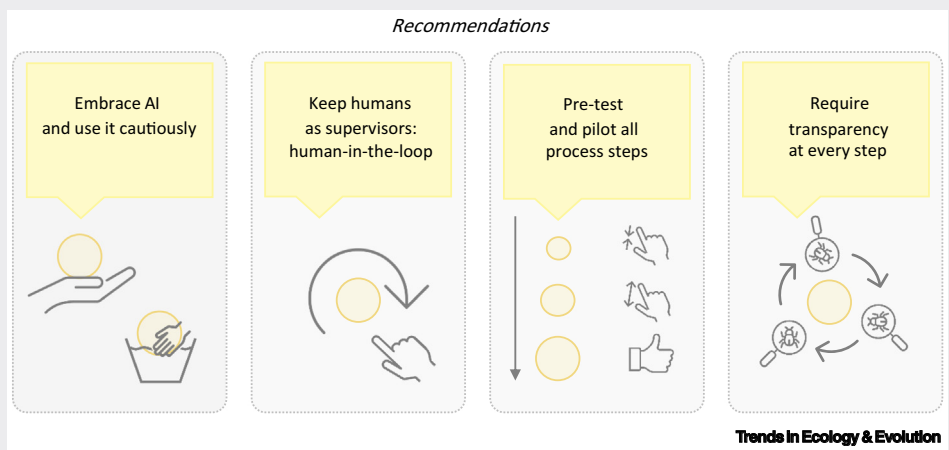 Recommendations
Embrace AI
and use it cautiously
Keep humans
as supervisors:
human-in-the-loop
Pre-test
and pilot all
process steps
Require
transparency
at every step
Trends in Ecology & Evolution